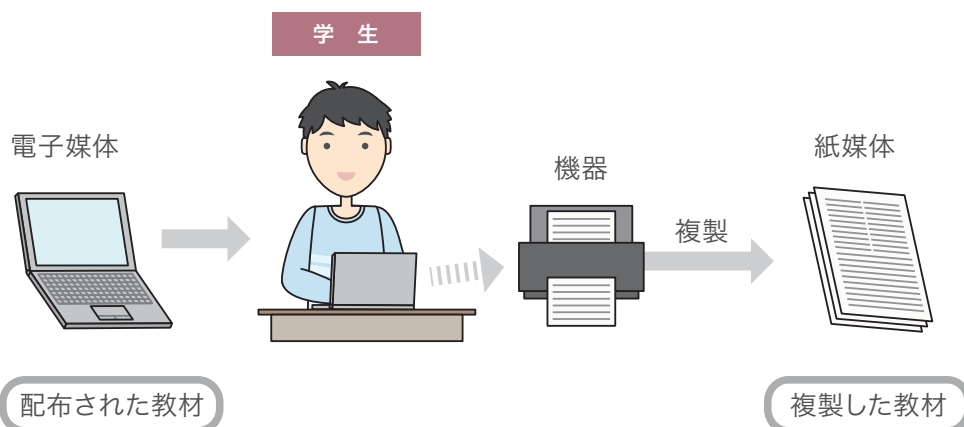 学 生
電子媒体
機器
紙媒体
複製
配布された教材
複製した教材